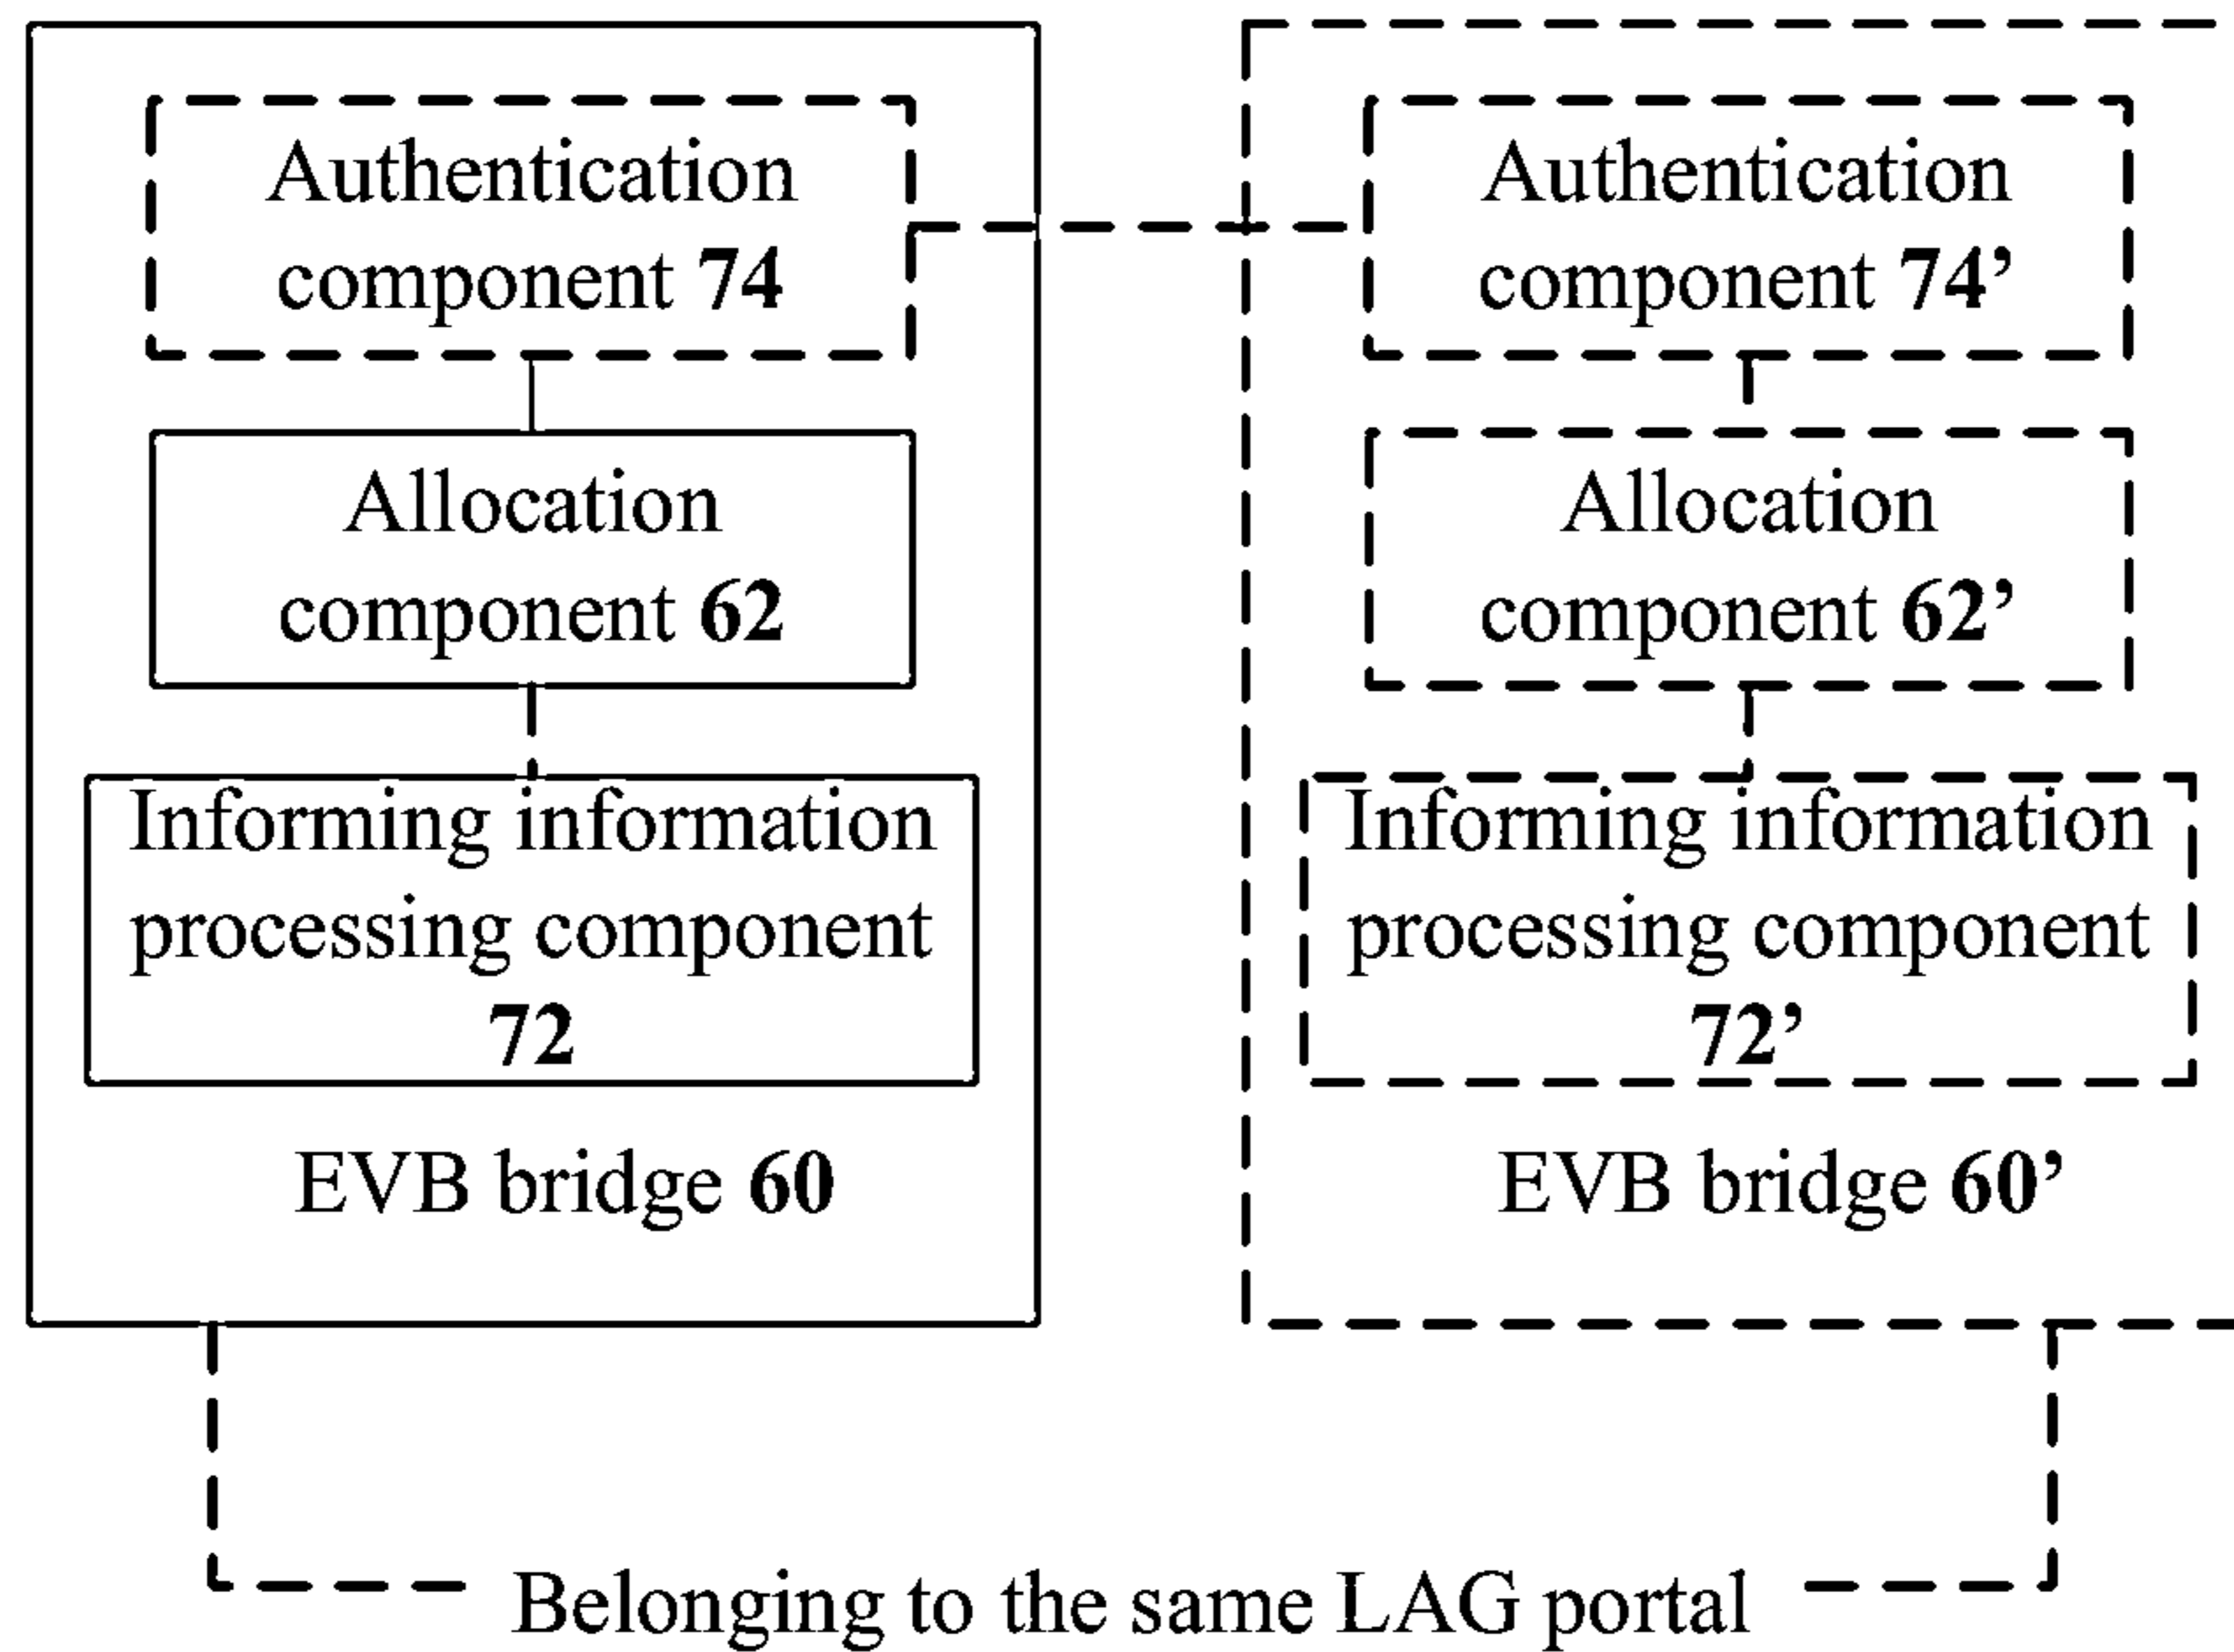 Authentication
component 74
Allocation
component 62
Informing information
processing component
72
EVB bridge 60
Authentication
component 74’
Allocation
component 62’
Informing information
processing component
72’
EVB bridge 60’
Belonging to the same LAG portal